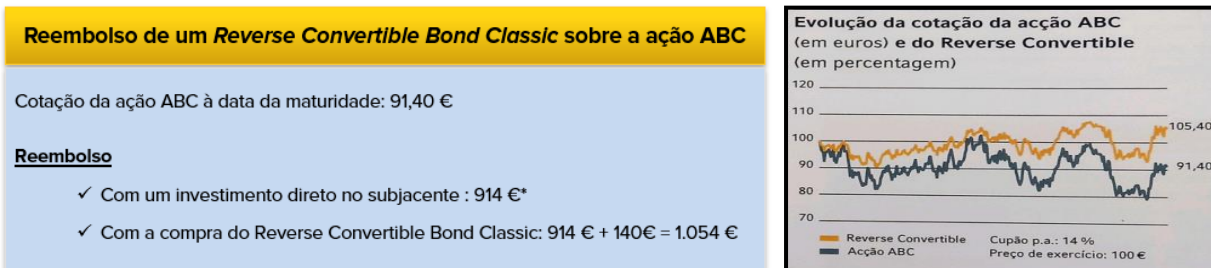 Reembolso de um Reverse Convertible Bond Classic sobre a ação ABC
Cotação da ação ABC à data da maturidade: 91,40 €
Reembolso
✓ Com um investimento direto no subjacente : 914 €*
✓ Com a compra do Reverse Convertible Bond Classic: 914 € + 140€ = 1.054 €
Evolução da cotação da acção ABC
(em euros) e do Reverse Convertible
(em percentagem)
120
110
100
90
80
70
105,40
91,40
Reverse Convertible
Acção ABC
Cupão p.a.: 14 %
Preço de exercício: 100 €